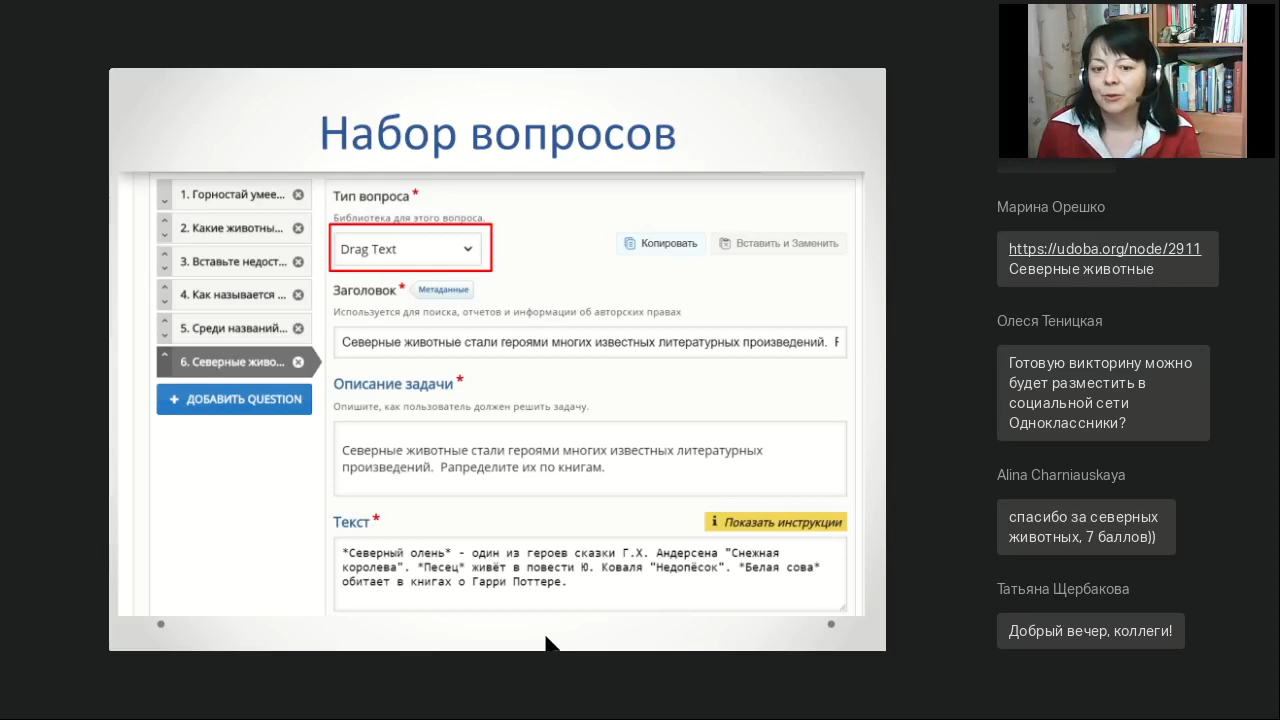 Набор вопросов
1. Горностай умее...
2. Какие животны...
3. Вставьте недост...
4. Как называется ...
5. Среди названий...
6. Северные живо...
+ ДОБАВИТЬ QUESTION
Тип вопроса*
Библиотека для этого вопроса.
Drag Text
Копировать
Вставить и Заменить
Заголовок* Метаданные
Используется для поиска, отчетов и информации об авторских правах
Северные животные стали героями многих известных литературных произведений.
Описание задачи*
Опишите, как пользователь должен решить задачу.
Северные животные стали героями многих известных литературных
произведений. Рапределите их по книгам.
Текст*
Показать инструкции
*Северный олень* - один из героев сказки Г.Х. Андерсена "Снежная
королева". *Песец* живёт в повести Ю. Коваля "Недопёсок". *Белая сова*
обитает в книгах о Гарри Поттере.
Марина Орешко
https://udoba.org/node/2911
Северные животные
Олеся Теницкая
Готовую викторину можно
будет разместить в
социальной сети
Одноклассники?
Alina Charniauskaya
спасибо за северных
животных, 7 баллов))
Татьяна Щербакова
Добрый вечер, коллеги!